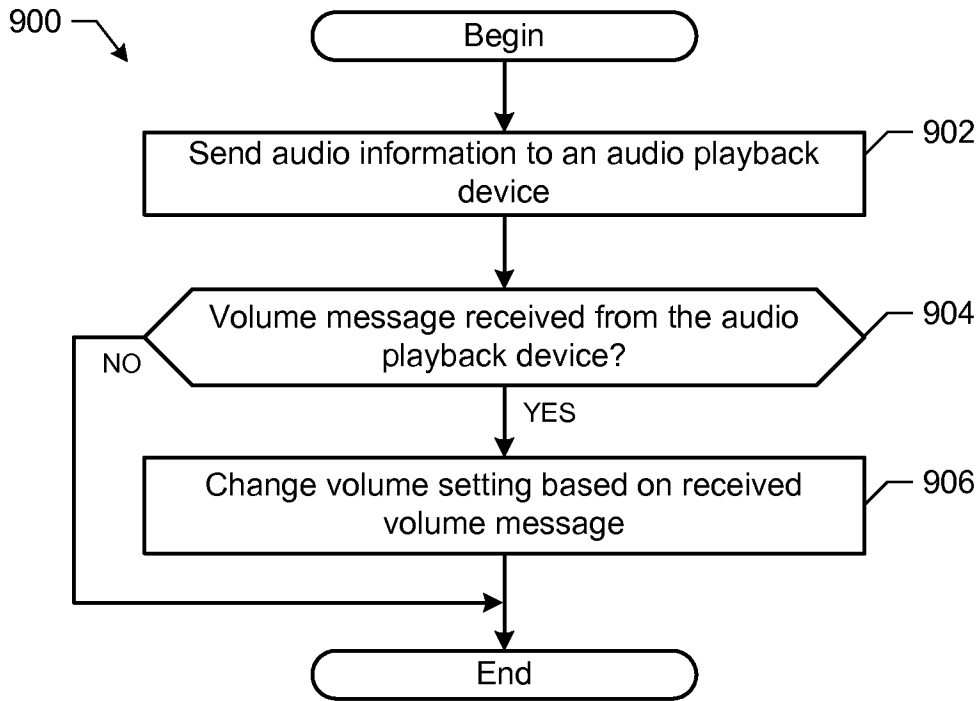 900
Begin
902
Send audio information to an audio playback
device
904
Volume message received from the audio
playback device?
NO
YES
906
Change volume setting based on received
volume message
End